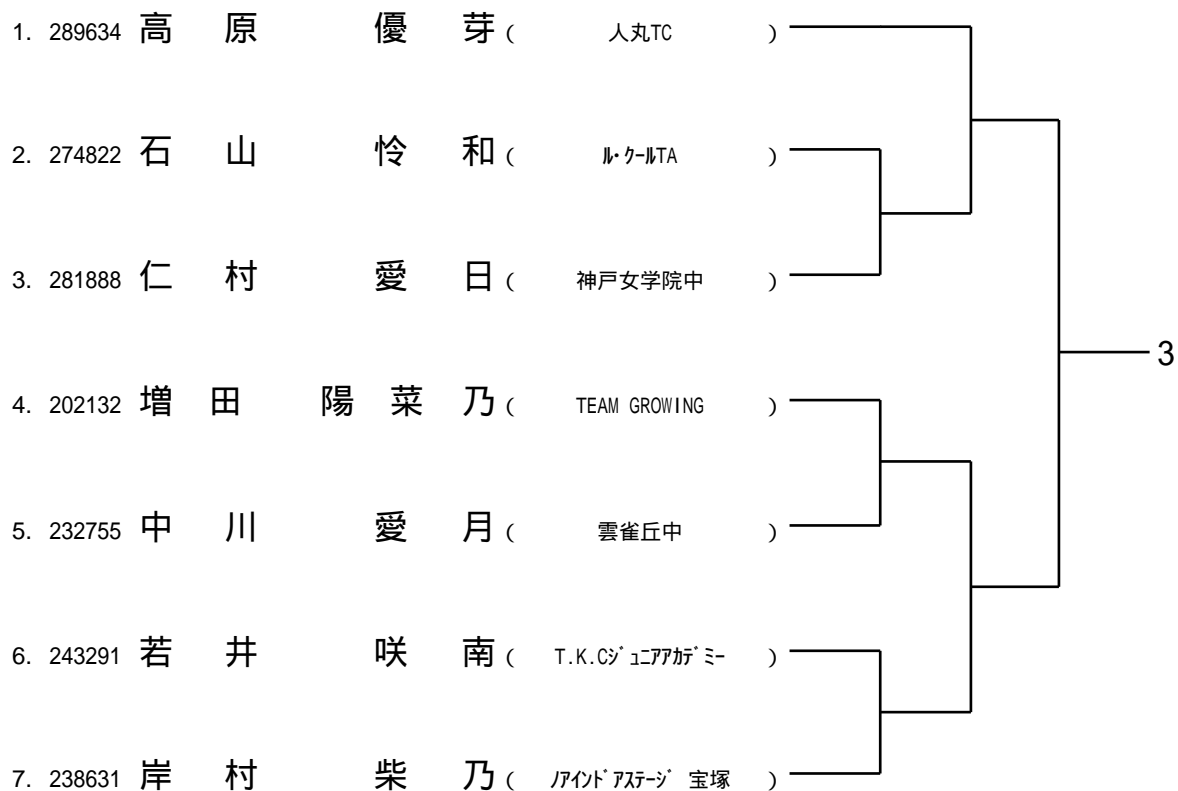 1. 289634 高 原 優 芽 ( 人丸TC )
2. 274822 石 山 怜 和 ( ﾙ・ｸｰﾙTA )
3. 281888 仁 村 愛 日 ( 神戸女学院中 )
3
4. 202132 増 田 陽 菜 乃 ( TEAM GROWING )
5. 232755 中 川 愛 月 ( 雲雀丘中 )
6. 243291 若 井 咲 南 ( T.K.Cｼﾞｭﾆｱｱｶﾃﾞﾐｰ )
7. 238631 岸 村 柴 乃 ( ﾉｱｲﾝﾄﾞｱｽﾃｰｼﾞ 宝塚 )